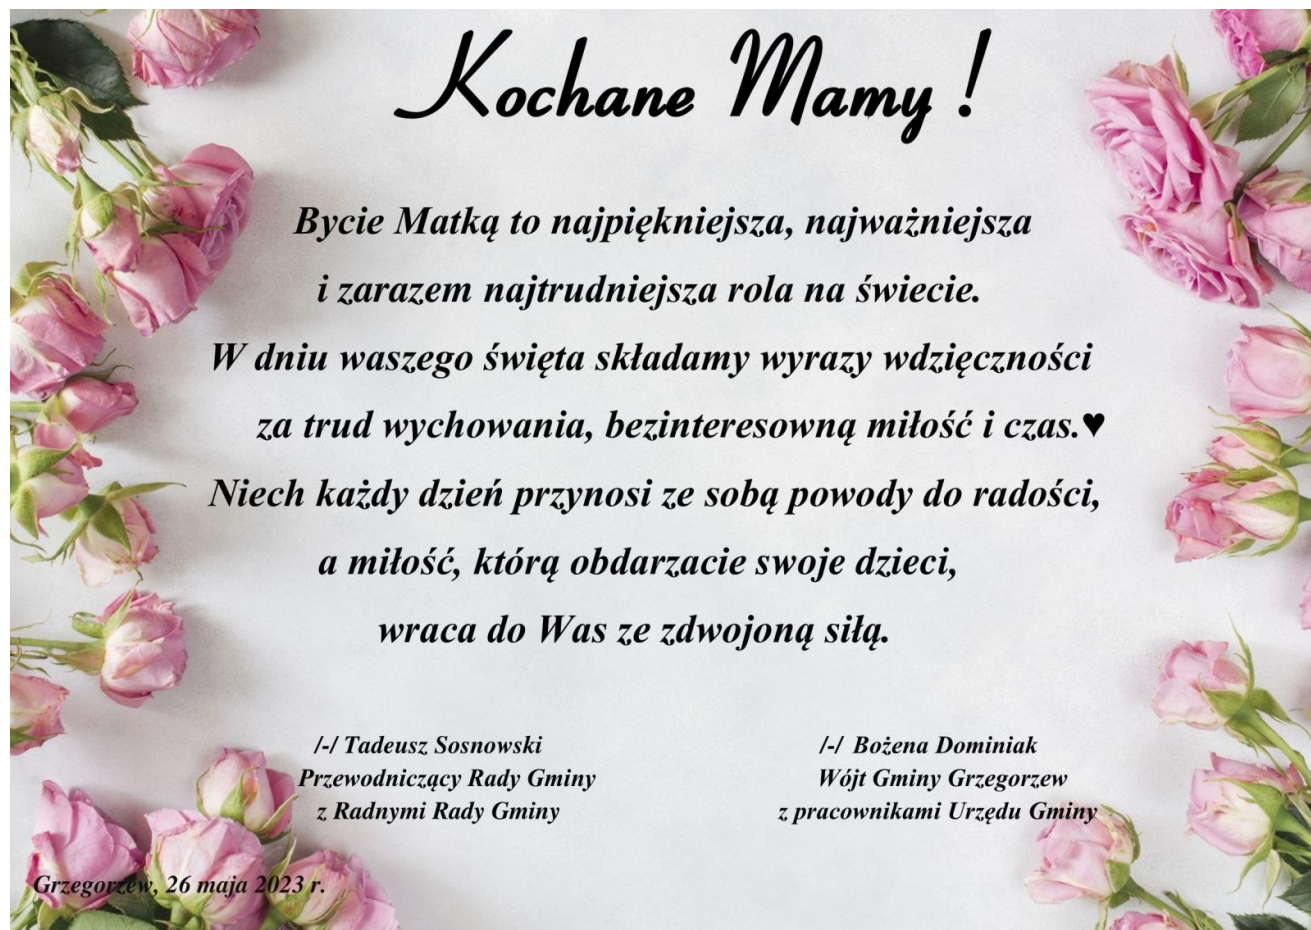 Kochane Mamy !
Bycie Matką to najpiękniejsza, najważniejsza
i zarazem najtrudniejsza rola na świecie.
W dniu waszego święta składamy wyrazy wdzięczności
za trud wychowania, bezinteresowną miłość i czas.♥
Niech każdy dzień przynosi ze sobą powody do radości,
a miłość, którą obdarzacie swoje dzieci,
wraca do Was ze zdwojoną siłą.
/-/ Tadeusz Sosnowski
Przewodniczący Rady Gminy
z Radnymi Rady Gminy
/-/ Bożena Dominiak
Wójt Gminy Grzegorzew
z pracownikami Urzędu Gminy
Grzegorzew, 26 maja 2023 r.